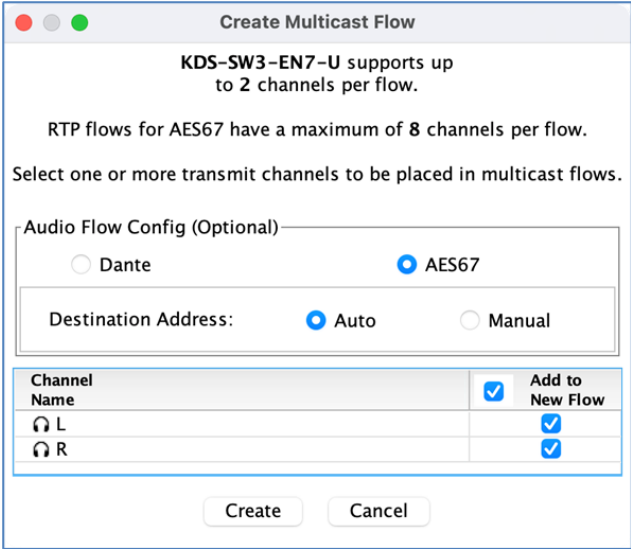 Create Multicast Flow
KDS-SW3-EN7-U supports up
to 2 channels per flow.
RTP flows for AES67 have a maximum of 8 channels per flow.
Select one or more transmit channels to be placed in multicast flows.
Audio Flow Config (Optional)
Dante AES67
Destination Address: Auto Manual
Channel Name Add to New Flow
L
R
Create Cancel